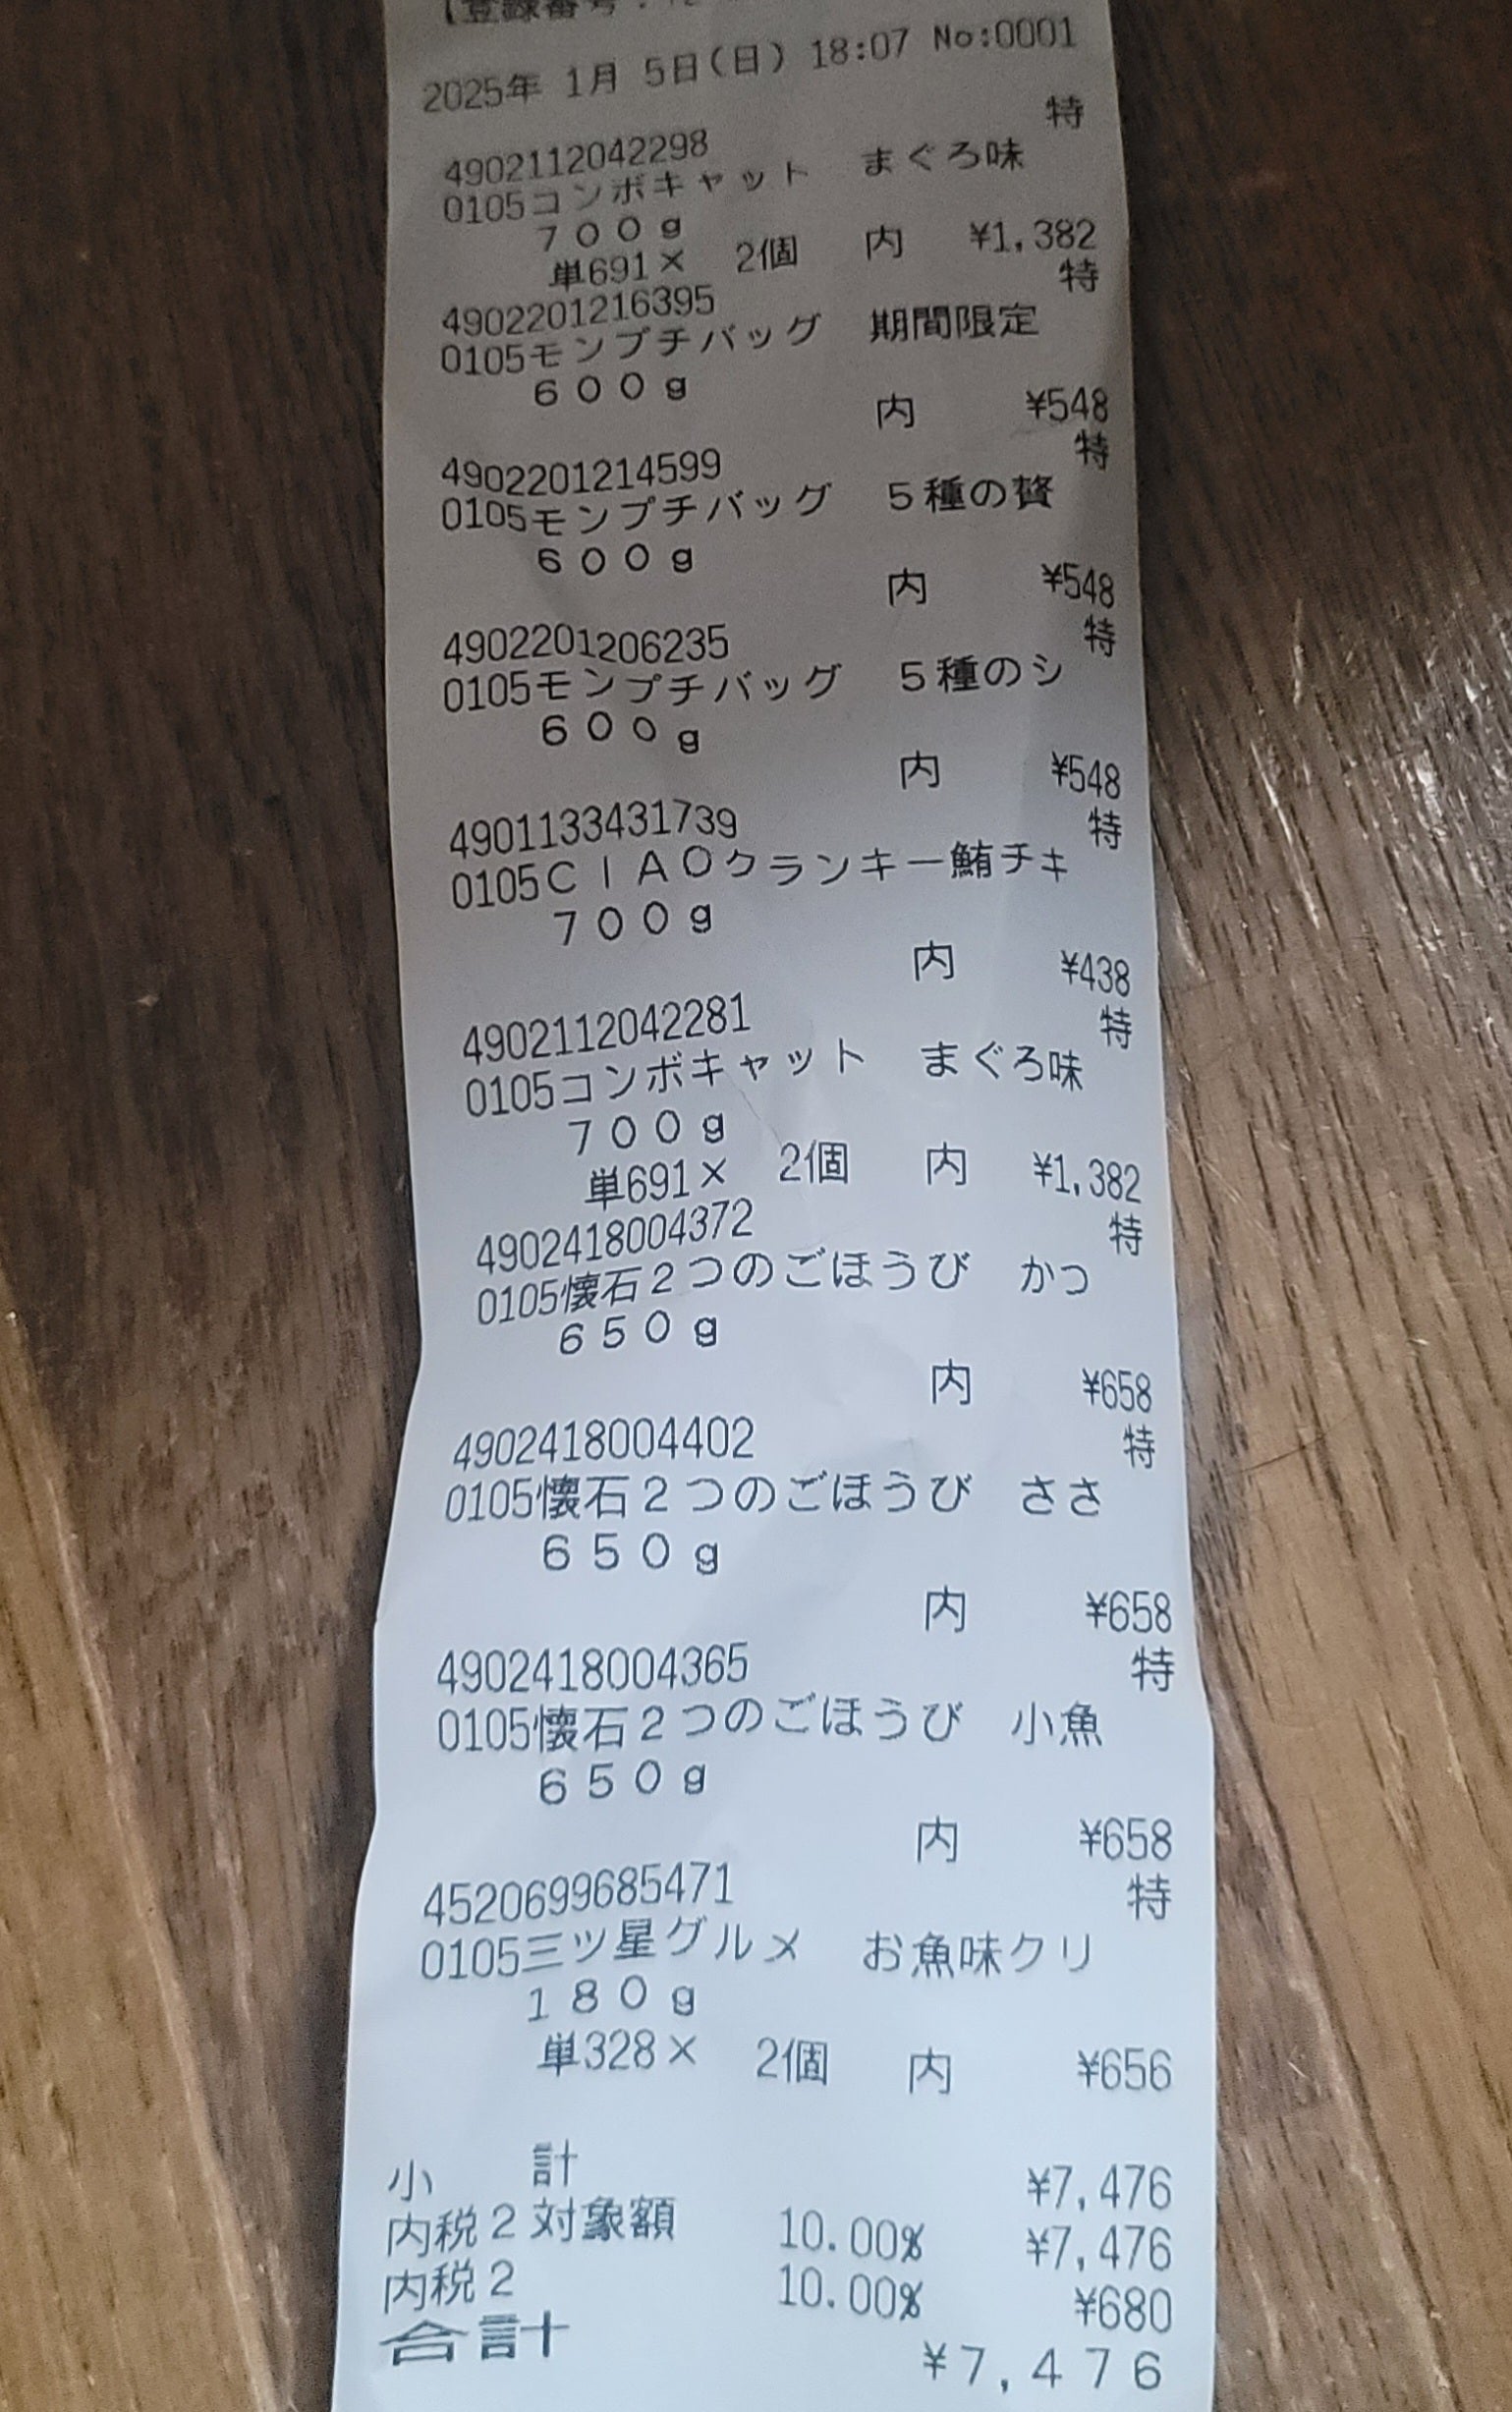 【登録番号:
2025年 1月 5日(日) 18:07 No:0001
特
4902112042298
0105コンボキャット まぐろ味
700g
単691× 2個 内 ¥1,382
特
4902201216395
0105モンプチバッグ 期間限定
600g
内 ¥548
特
4902201214599
0105モンプチバッグ 5種の贅
600g
内 ¥548
特
4902201206235
0105モンプチバッグ 5種のシ
600g
内 ¥548
特
4901133431739
0105CIAOクランキー鮪チキ
700g
内 ¥438
特
4902112042281
0105コンボキャット まぐろ味
700g
単691× 2個 内 ¥1,382
特
4902418004372
0105懐石2つのごほうび かつ
650g
内 ¥658
特
4902418004402
0105懐石2つのごほうび ささ
650g
内 ¥658
特
4902418004365
0105懐石2つのごほうび 小魚
650g
内 ¥658
特
4520699685471
0105三ツ星グルメ お魚味クリ
180g
単328× 2個 内 ¥656
小 計 ¥7,476
内税2対象額 10.00% ¥7,476
内税2 10.00% ¥680
合計 ¥7,476